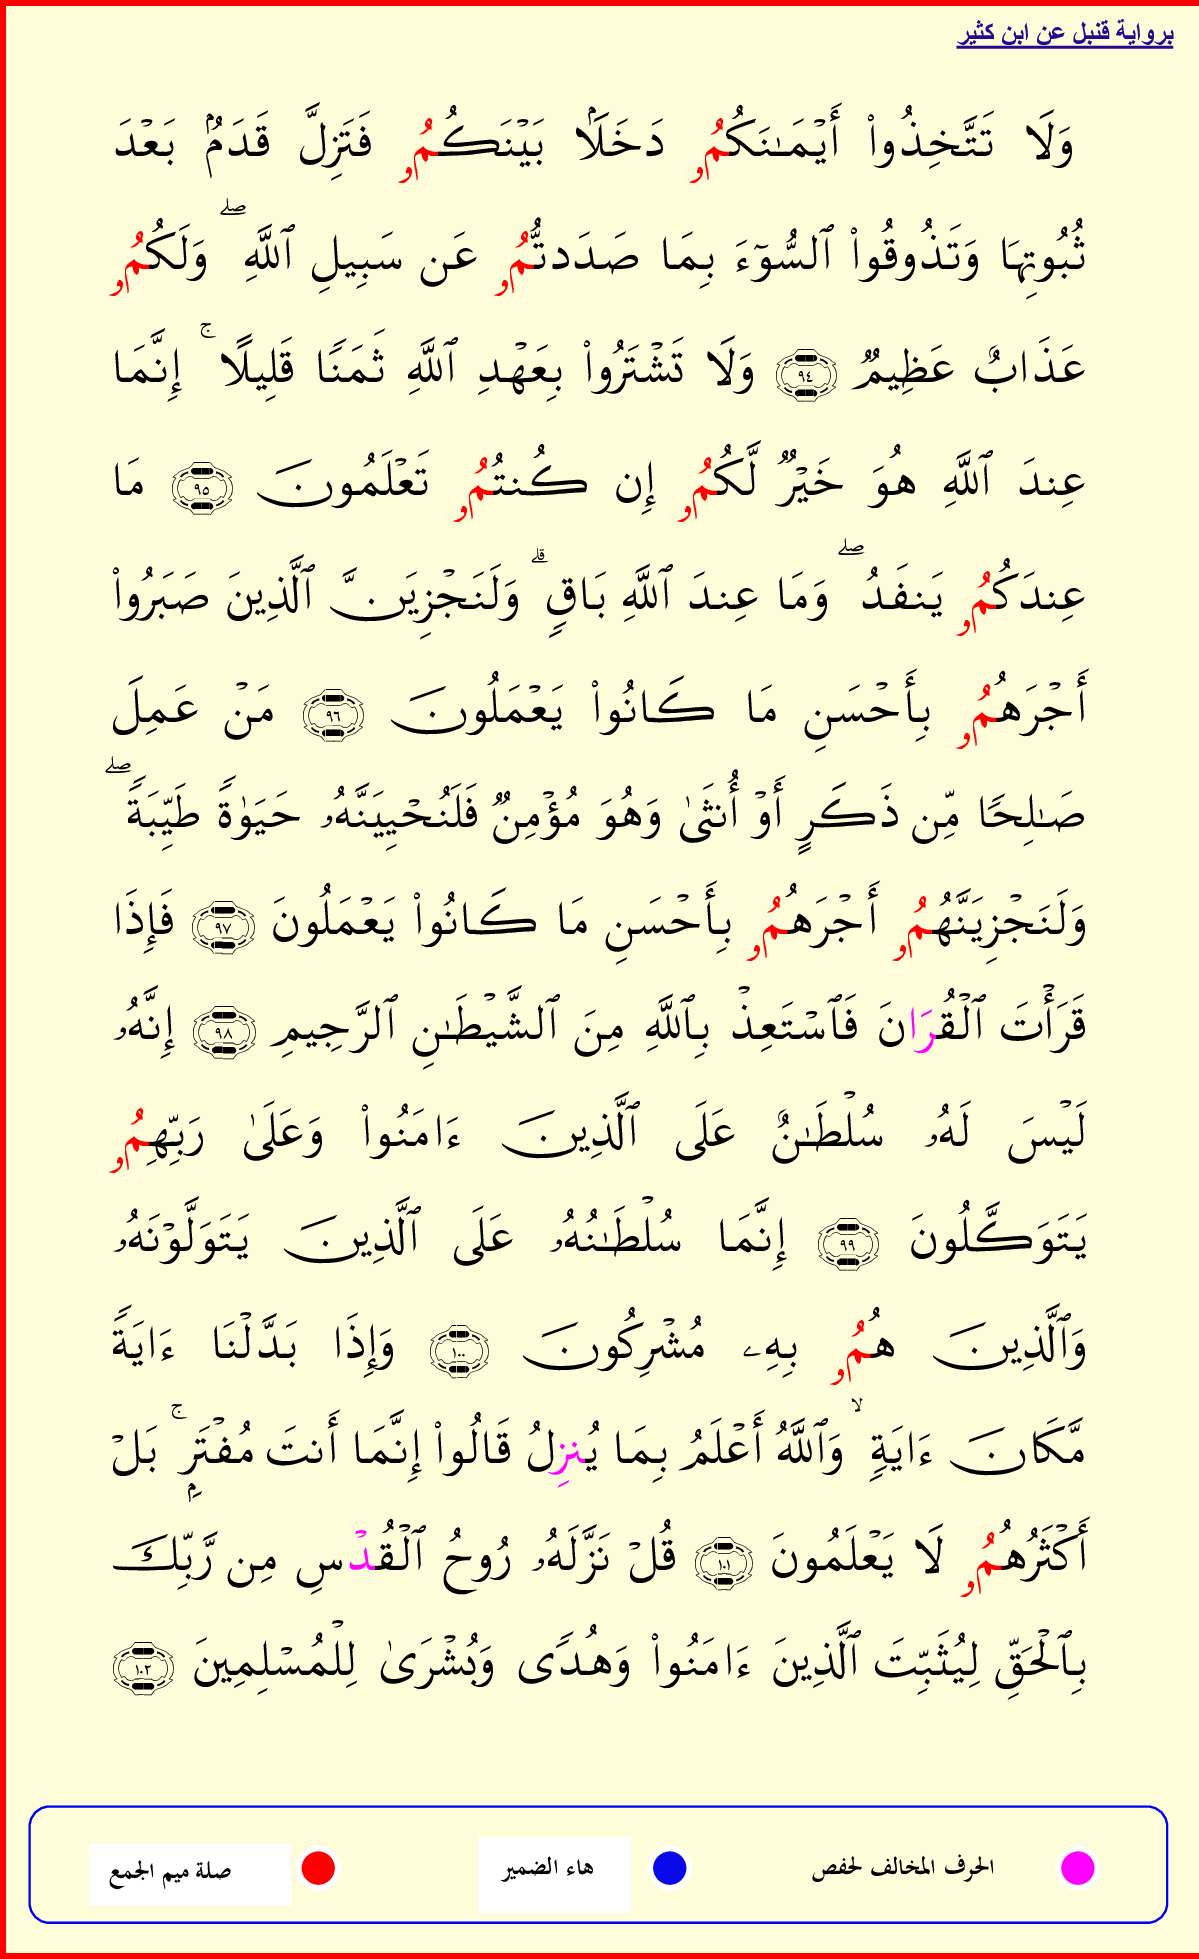 برواية قنبل عن ابن كثير
وَلَا تَتَّخِذُواْ أَيْمَٰنَكُمُۥ دَخَلَۢا بَيْنَكُمُۥ فَتَزِلَّ قَدَمُۢ بَعْدَ
ثُبُوتِهَا وَتَذُوقُواْ ٱلسُّوٓءَ بِمَا صَدَدتُّمُۥ عَن سَبِيلِ ٱللَّهِ ۖ وَلَكُمُۥ
عَذَابٌ عَظِيمٌ ٩٤ وَلَا تَشْتَرُواْ بِعَهْدِ ٱللَّهِ ثَمَنًا قَلِيلًا ۚ إِنَّمَا
عِندَ ٱللَّهِ هُوَ خَيْرٌ لَّكُمُۥ إِن كُنتُمُۥ تَعْلَمُونَ ٩٥ مَا
عِندَكُمُۥ يَنفَدُ ۖ وَمَا عِندَ ٱللَّهِ بَاقٍ ۗ وَلَنَجْزِيَنَّ ٱلَّذِينَ صَبَرُواْ
أَجْرَهُمُۥ بِأَحْسَنِ مَا كَانُواْ يَعْمَلُونَ ٩٦ مَنْ عَمِلَ
صَٰلِحًا مِّن ذَكَرٍ أَوْ أُنثَىٰ وَهُوَ مُؤْمِنٌ فَلَنُحْيِيَنَّهُۥ حَيَوٰةً طَيِّبَةً ۖ
وَلَنَجْزِيَنَّهُمُۥ أَجْرَهُمُۥ بِأَحْسَنِ مَا كَانُواْ يَعْمَلُونَ ٩٧ فَإِذَا
قَرَأْتَ ٱلْقُرَانَ فَٱسْتَعِذْ بِٱللَّهِ مِنَ ٱلشَّيْطَٰنِ ٱلرَّجِيمِ ٩٨ إِنَّهُۥ
لَيْسَ لَهُۥ سُلْطَٰنٌ عَلَى ٱلَّذِينَ ءَامَنُواْ وَعَلَىٰ رَبِّهِمُۥ
يَتَوَكَّلُونَ ٩٩ إِنَّمَا سُلْطَٰنُهُۥ عَلَى ٱلَّذِينَ يَتَوَلَّوْنَهُۥ
وَٱلَّذِينَ هُمُۥ بِهِۦ مُشْرِكُونَ ١٠٠ وَإِذَا بَدَّلْنَا ءَايَةً
مَّكَانَ ءَايَةٍ ۙ وَٱللَّهُ أَعْلَمُ بِمَا يُنزِلُ قَالُواْ إِنَّمَا أَنتَ مُفْتَرِۭ ۚ بَلْ
أَكْثَرُهُمُۥ لَا يَعْلَمُونَ ١٠١ قُلْ نَزَّلَهُۥ رُوحُ ٱلْقُدْسِ مِن رَّبِّكَ
بِٱلْحَقِّ لِيُثَبِّتَ ٱلَّذِينَ ءَامَنُواْ وَهُدًى وَبُشْرَىٰ لِلْمُسْلِمِينَ ١٠٢
الحرف المخالف لحفص هاء الضمير صلة ميم الجمع